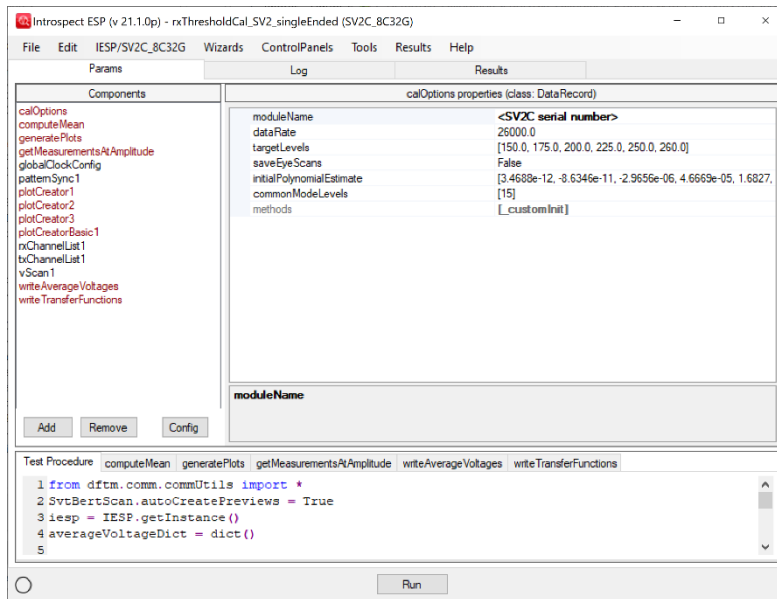 Introspect ESP (v 21.1.0p) - rxThresholdCal_SV2_singleEnded (SV2C_8C32G)
File Edit IESP/SV2C_8C32G Wizards ControlPanels Tools Results Help
Params Log Results
Components
calOptions
computeMean
generatePlots
getMeasurementsAtAmplitude
globalClockConfig
patternSync1
plotCreator1
plotCreator2
plotCreator3
plotCreatorBasic1
rxChannelList1
txChannelList1
vScan1
writeAverageVoltages
writeTransferFunctions
Add Remove Config
calOptions properties (class: DataRecord)
moduleName <SV2C serial number>
dataRate 26000.0
targetLevels [150.0, 175.0, 200.0, 225.0, 250.0, 260.0]
saveEyeScans False
initialPolynomialEstimate [3.4688e-12, -8.6346e-11, -2.9656e-06, 4.6669e-05, 1.6827,
commonModeLevels [15]
methods [_customInit]
moduleName
Test Procedure computeMean generatePlots getMeasurementsAtAmplitude writeAverageVoltages writeTransferFunctions
1 from dftm.comm.commUtils import *
2 SvtBertScan.autoCreatePreviews = True
3 iesp = IESP.getInstance()
4 averageVoltageDict = dict()
5
Run